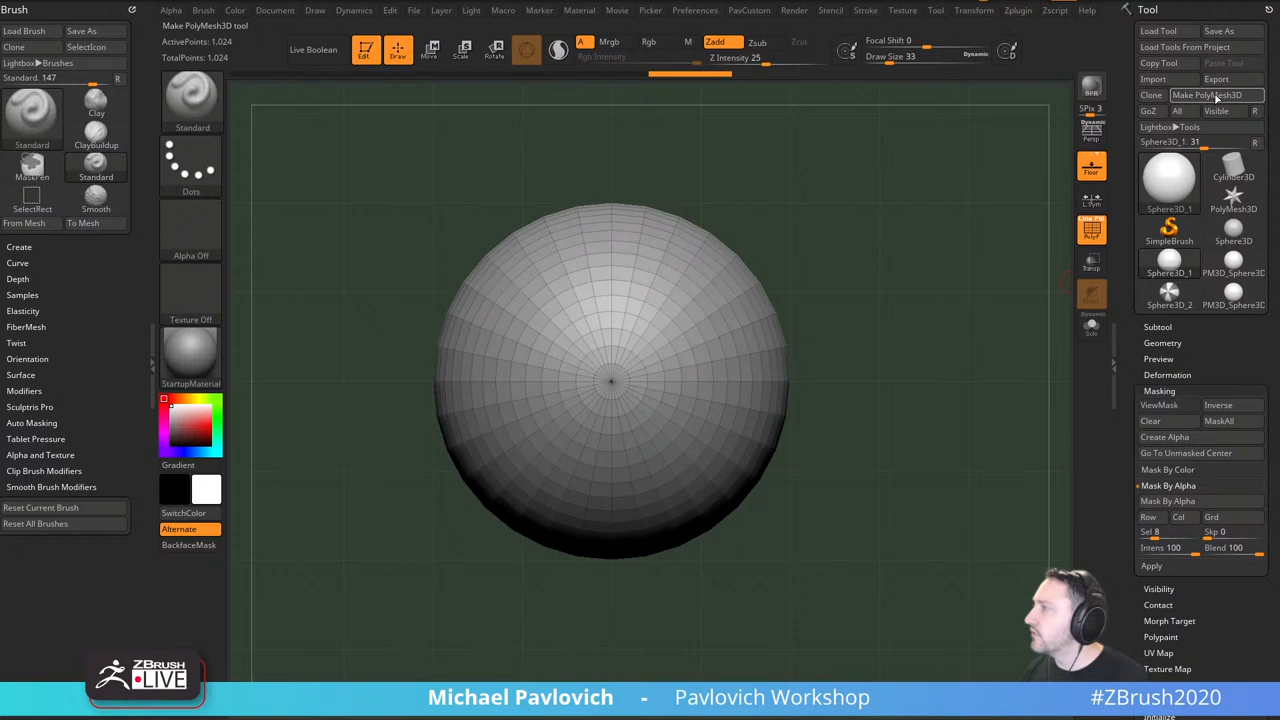 Brush
Alpha Brush Color Document Draw Dynamics Edit File Layer Light Macro Marker Material Movie Picker Preferences PavCustom Render Stencil Stroke Texture Tool Transform Zplugin Zscript Help
Tool
Make PolyMesh3D tool
Load Brush Save As
Clone SelectIcon
Lightbox▶Brushes
Standard. 147 R
Standard
Clay
ClayBuildup
MaskPen
Standard
SelectRect
Smooth
From Mesh To Mesh
Create
Curve
Depth
Samples
Elasticity
FiberMesh
Twist
Orientation
Surface
Modifiers
Sculptris Pro
Auto Masking
Tablet Pressure
Alpha and Texture
Clip Brush Modifiers
Smooth Brush Modifiers
Reset Current Brush
Reset All Brushes
ActivePoints: 1,024
TotalPoints: 1,024
Live Boolean
Edit
Draw
Move
Scale
Rotate
A Mrgb Rgb M
Rgb Intensity
Zadd Zsub Zcut
Z Intensity 25
S
Focal Shift 0
Draw Size 33
Dynamic
D
Standard
Dots
Alpha Off
Texture Off
StartupMaterial
Gradient
SwitchColor
Alternate
BackfaceMask
BPR
SPix 3
Dynamic
Persp
Floor
L.Sym
Line Fill
PolyF
Transp
Dynamic
Solo
Load Tool Save As
Load Tools From Project
Copy Tool Paste Tool
Import Export
Clone Make PolyMesh3D
GoZ All Visible R
Lightbox▶Tools
Sphere3D_1. 31 R
Sphere3D_1
Cylinder3D
PolyMesh3D
SimpleBrush
Sphere3D
Sphere3D_1
PM3D_Sphere3D
Sphere3D_2
PM3D_Sphere3D
Subtool
Geometry
Preview
Deformation
Masking
ViewMask Inverse
Clear MaskAll
Create Alpha
Go To Unmasked Center
Mask By Color
Mask By Alpha
Mask By Alpha
Row Col Grd
Sel 8 Skp 0
Intens 100 Blend 100
Apply
Visibility
Contact
Morph Target
Polypaint
UV Map
Texture Map
Initialize
ZBRUSH
LIVE
Michael Pavlovich - Pavlovich Workshop #ZBrush2020